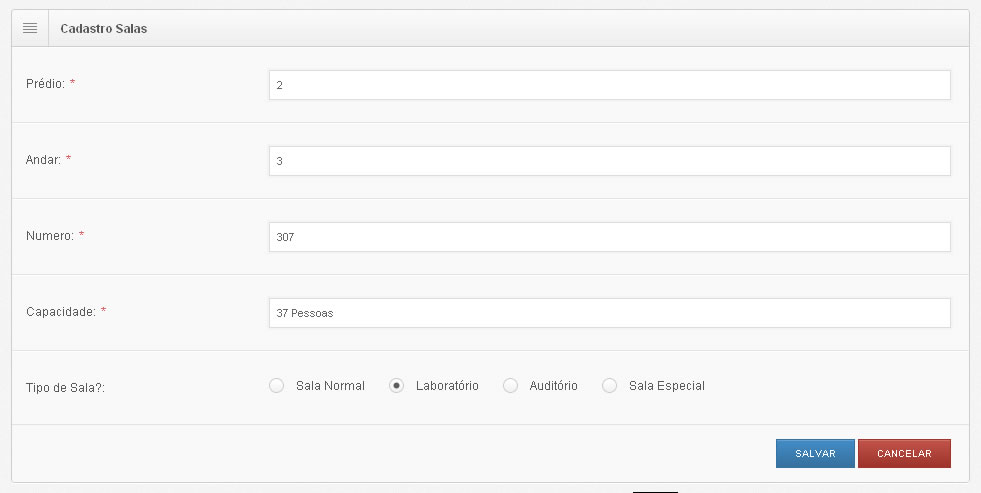 Cadastro Salas
Prédio: * 2
Andar: * 3
Numero: * 307
Capacidade: * 37 Pessoas
Tipo de Sala?: Sala Normal Laboratório Auditório Sala Especial
SALVAR CANCELAR